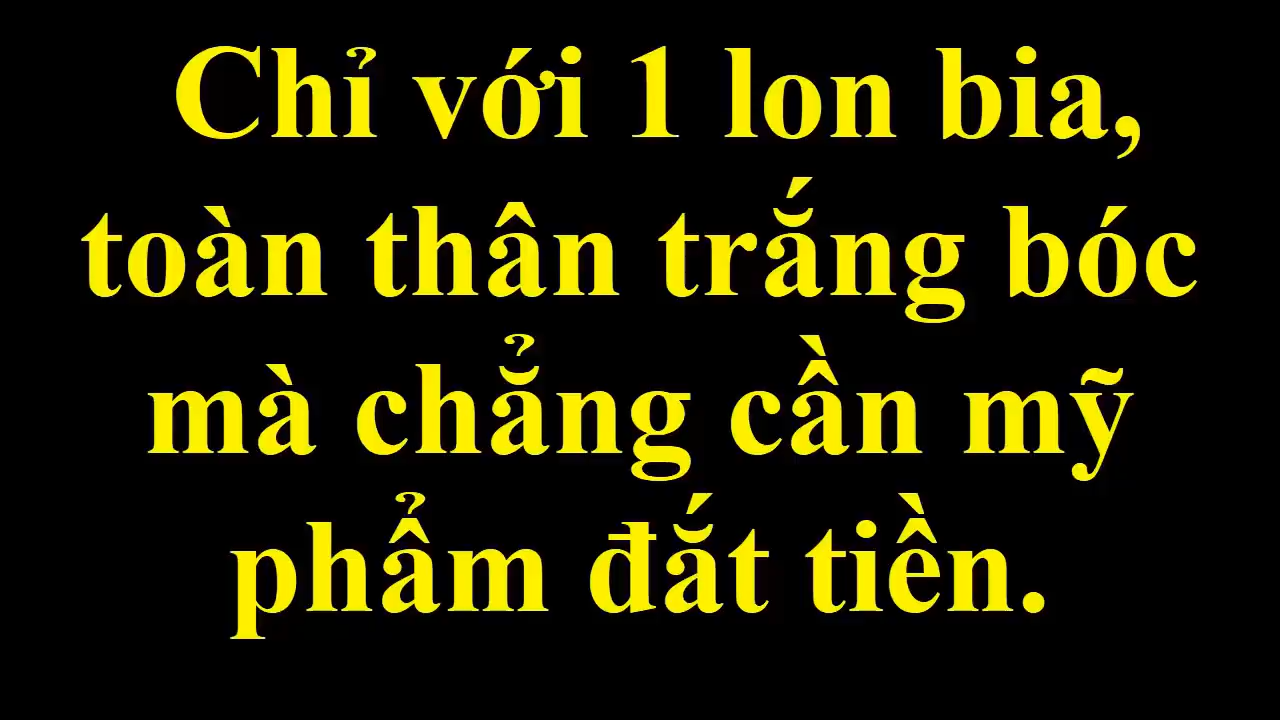 Chỉ với 1 lon bia,
toàn thân trắng bóc
mà chẳng cần mỹ
phẩm đắt tiền.